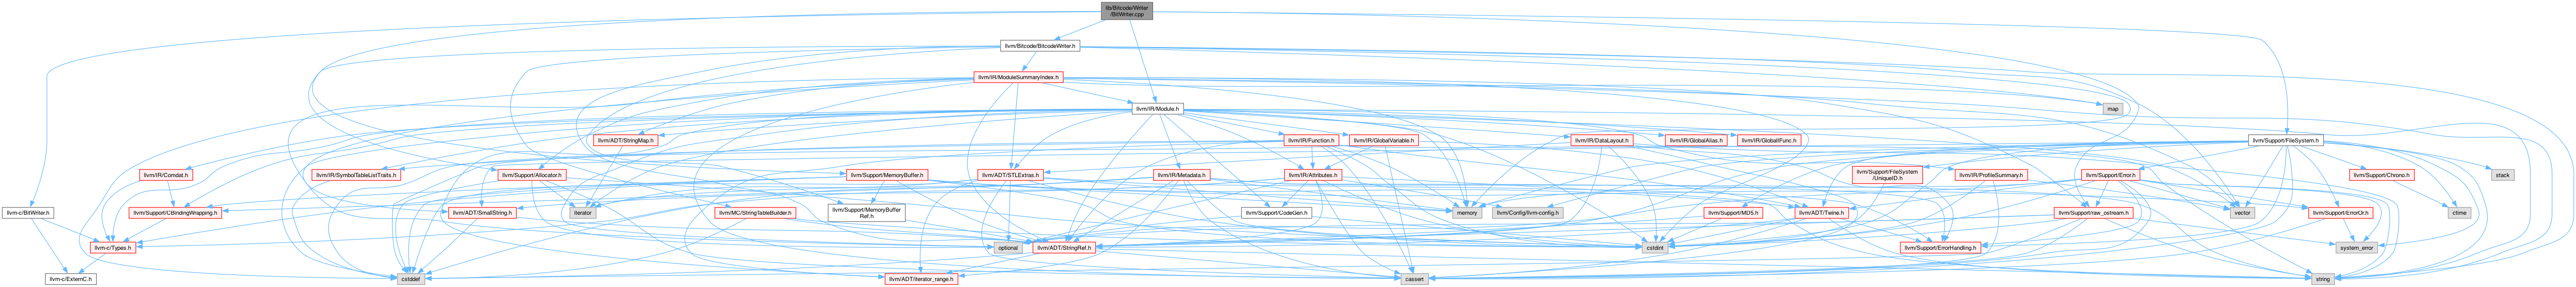 lib/Bitcode/Writer
/BitWriter.cpp
llvm/Bitcode/BitcodeWriter.h
llvm/IR/ModuleSummaryIndex.h
llvm/IR/Module.h
map
llvm/ADT/StringMap.h
llvm/IR/Function.h
llvm/IR/GlobalVariable.h
llvm/IR/DataLayout.h
llvm/IR/GlobalAlias.h
llvm/IR/GlobalIFunc.h
llvm/Support/FileSystem.h
llvm/IR/Comdat.h
llvm/IR/SymbolTableListTraits.h
llvm/Support/Allocator.h
llvm/Support/MemoryBuffer.h
llvm/ADT/STLExtras.h
llvm/IR/Metadata.h
llvm/IR/Attributes.h
llvm/Support/FileSystem
/UniqueID.h
llvm/IR/ProfileSummary.h
llvm/Support/Error.h
llvm/Support/Chrono.h
stack
llvm-c/BitWriter.h
llvm/Support/CBindingWrapping.h
llvm/ADT/SmallString.h
iterator
llvm/MC/StringTableBuilder.h
llvm/Support/MemoryBuffer
Ref.h
llvm/Support/CodeGen.h
memory
llvm/Config/llvm-config.h
llvm/Support/MD5.h
llvm/ADT/Twine.h
llvm/Support/raw_ostream.h
vector
llvm/Support/ErrorOr.h
ctime
llvm-c/Types.h
optional
llvm/ADT/StringRef.h
cstdint
llvm/Support/ErrorHandling.h
system_error
llvm-c/ExternC.h
cstddef
llvm/ADT/iterator_range.h
cassert
string